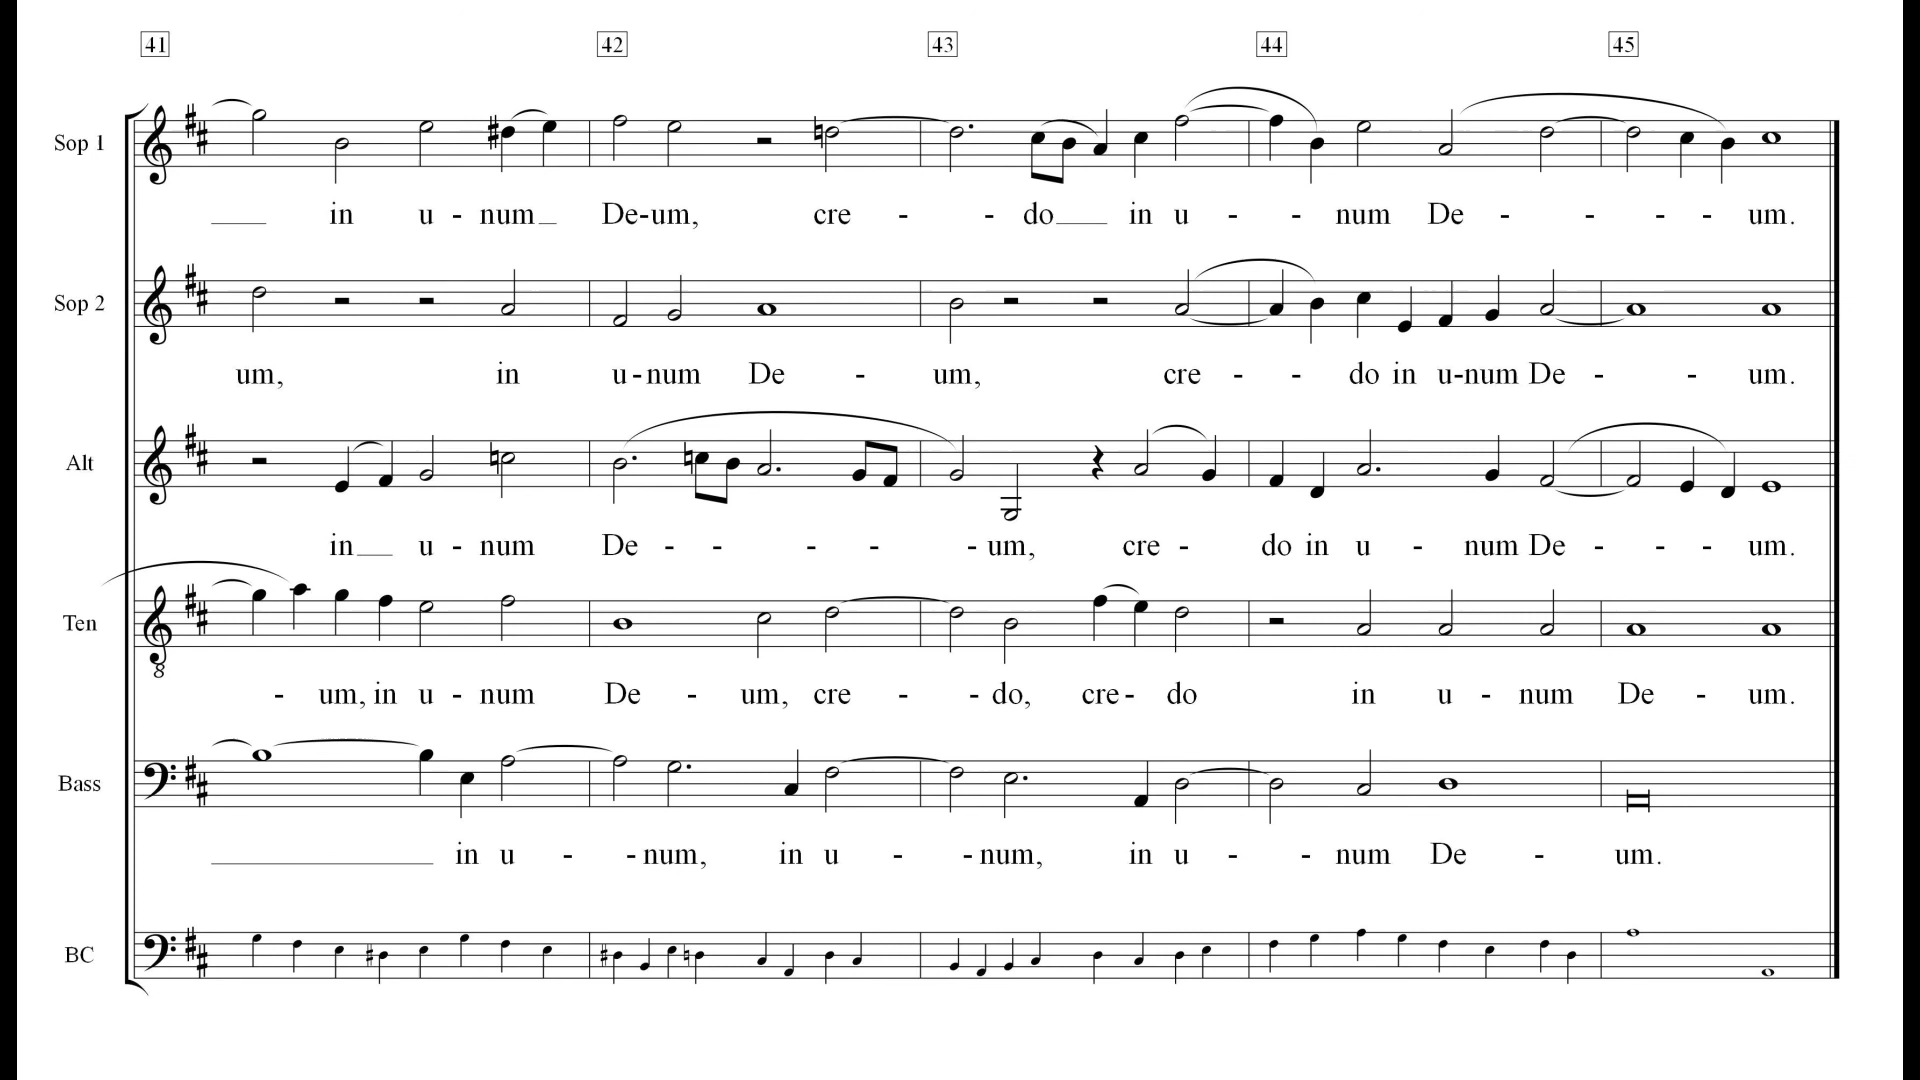 41 42 43 44 45
Sop 1
in u - num De-um, cre - - do in u - - num De - - - - um.
Sop 2
um, in u-num De - um, cre - - do in u-num De - - um.
Alt
in u - num De - - - - - um, cre - do in u - num De - - - um.
Ten
8
- um, in u - num De - um, cre - - do, cre - do in u - num De - um.
Bass
in u - - num, in u - - num, in u - - num De - um.
BC